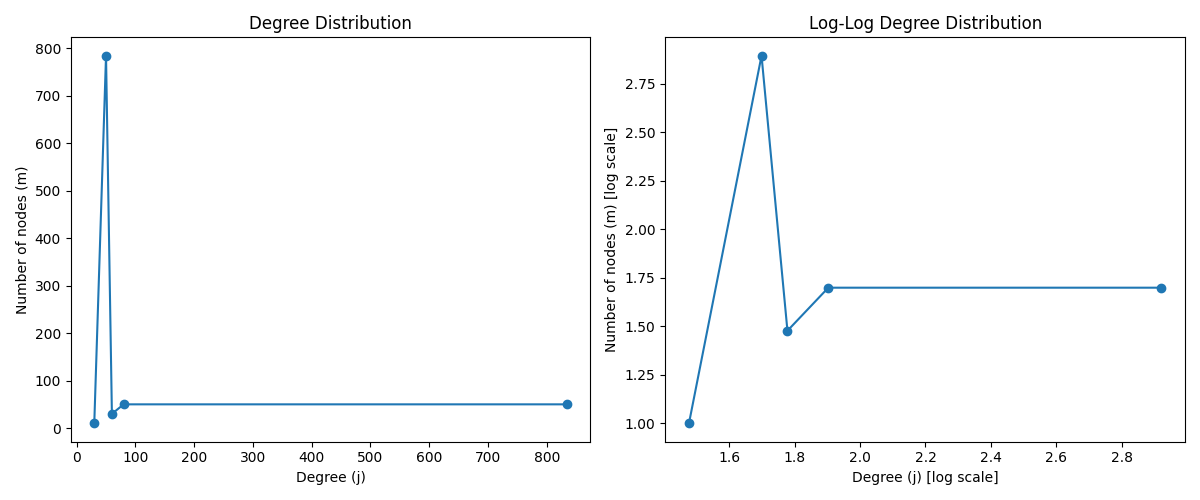 Degree Distribution
Number of nodes (m)
800
700
600
500
400
300
200
100
0
0 100 200 300 400 500 600 700 800
Degree (j)
Log-Log Degree Distribution
Number of nodes (m) [log scale]
2.75
2.50
2.25
2.00
1.75
1.50
1.25
1.00
1.6 1.8 2.0 2.2 2.4 2.6 2.8
Degree (j) [log scale]